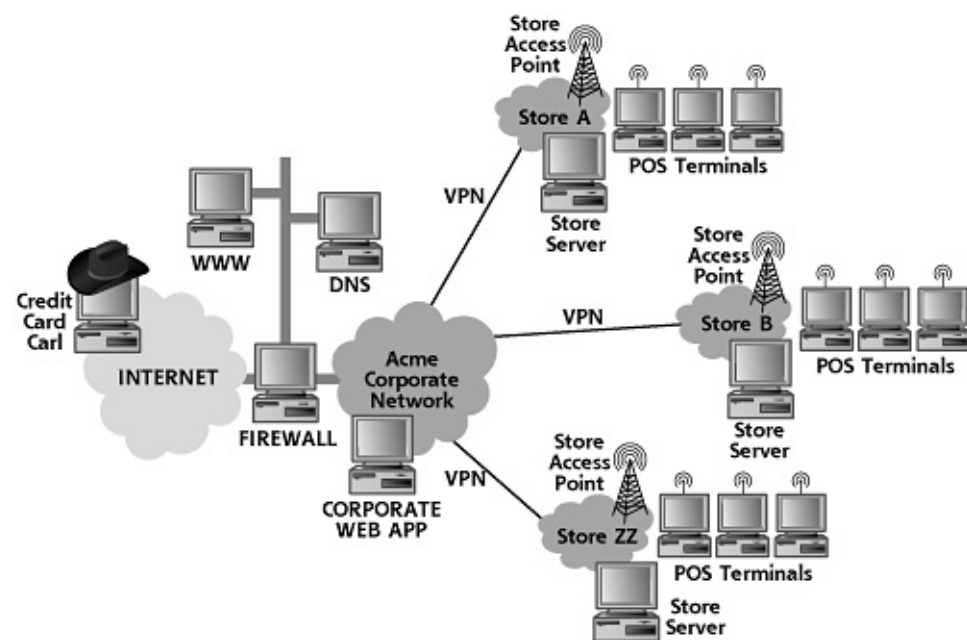 Store
Access
Point
Store A
POS Terminals
VPN
Store
Server
WWW
DNS
Store
Access
Point
Store B
POS Terminals
VPN
Store
Server
Credit
Card
Carl
INTERNET
FIREWALL
Acme
Corporate
Network
CORPORATE
WEB APP
VPN
Store
Access
Point
Store ZZ
POS Terminals
Store
Server